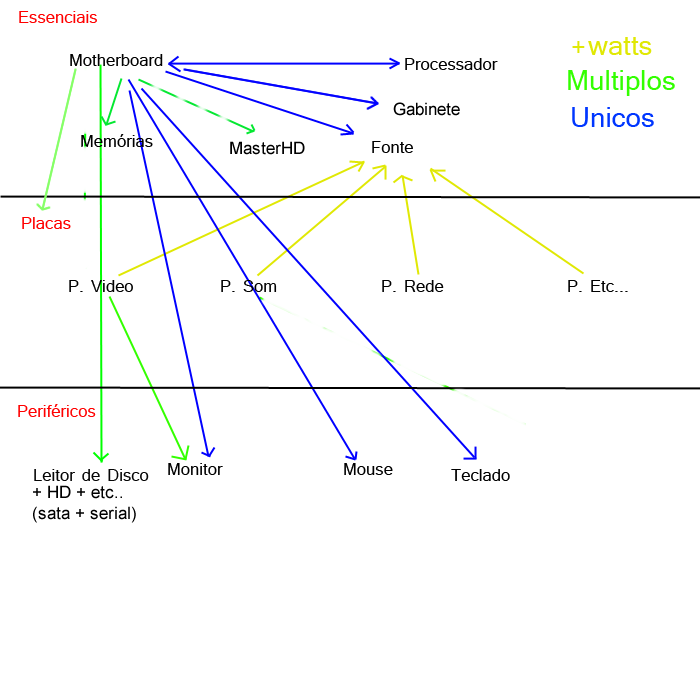 Essenciais
+watts
Multiplos
Unicos
Motherboard
Processador
Gabinete
Memórias
MasterHD
Fonte
Placas
P. Video
P. Som
P. Rede
P. Etc...
Periféricos
Leitor de Disco
+ HD + etc..
(sata + serial)
Monitor
Mouse
Teclado